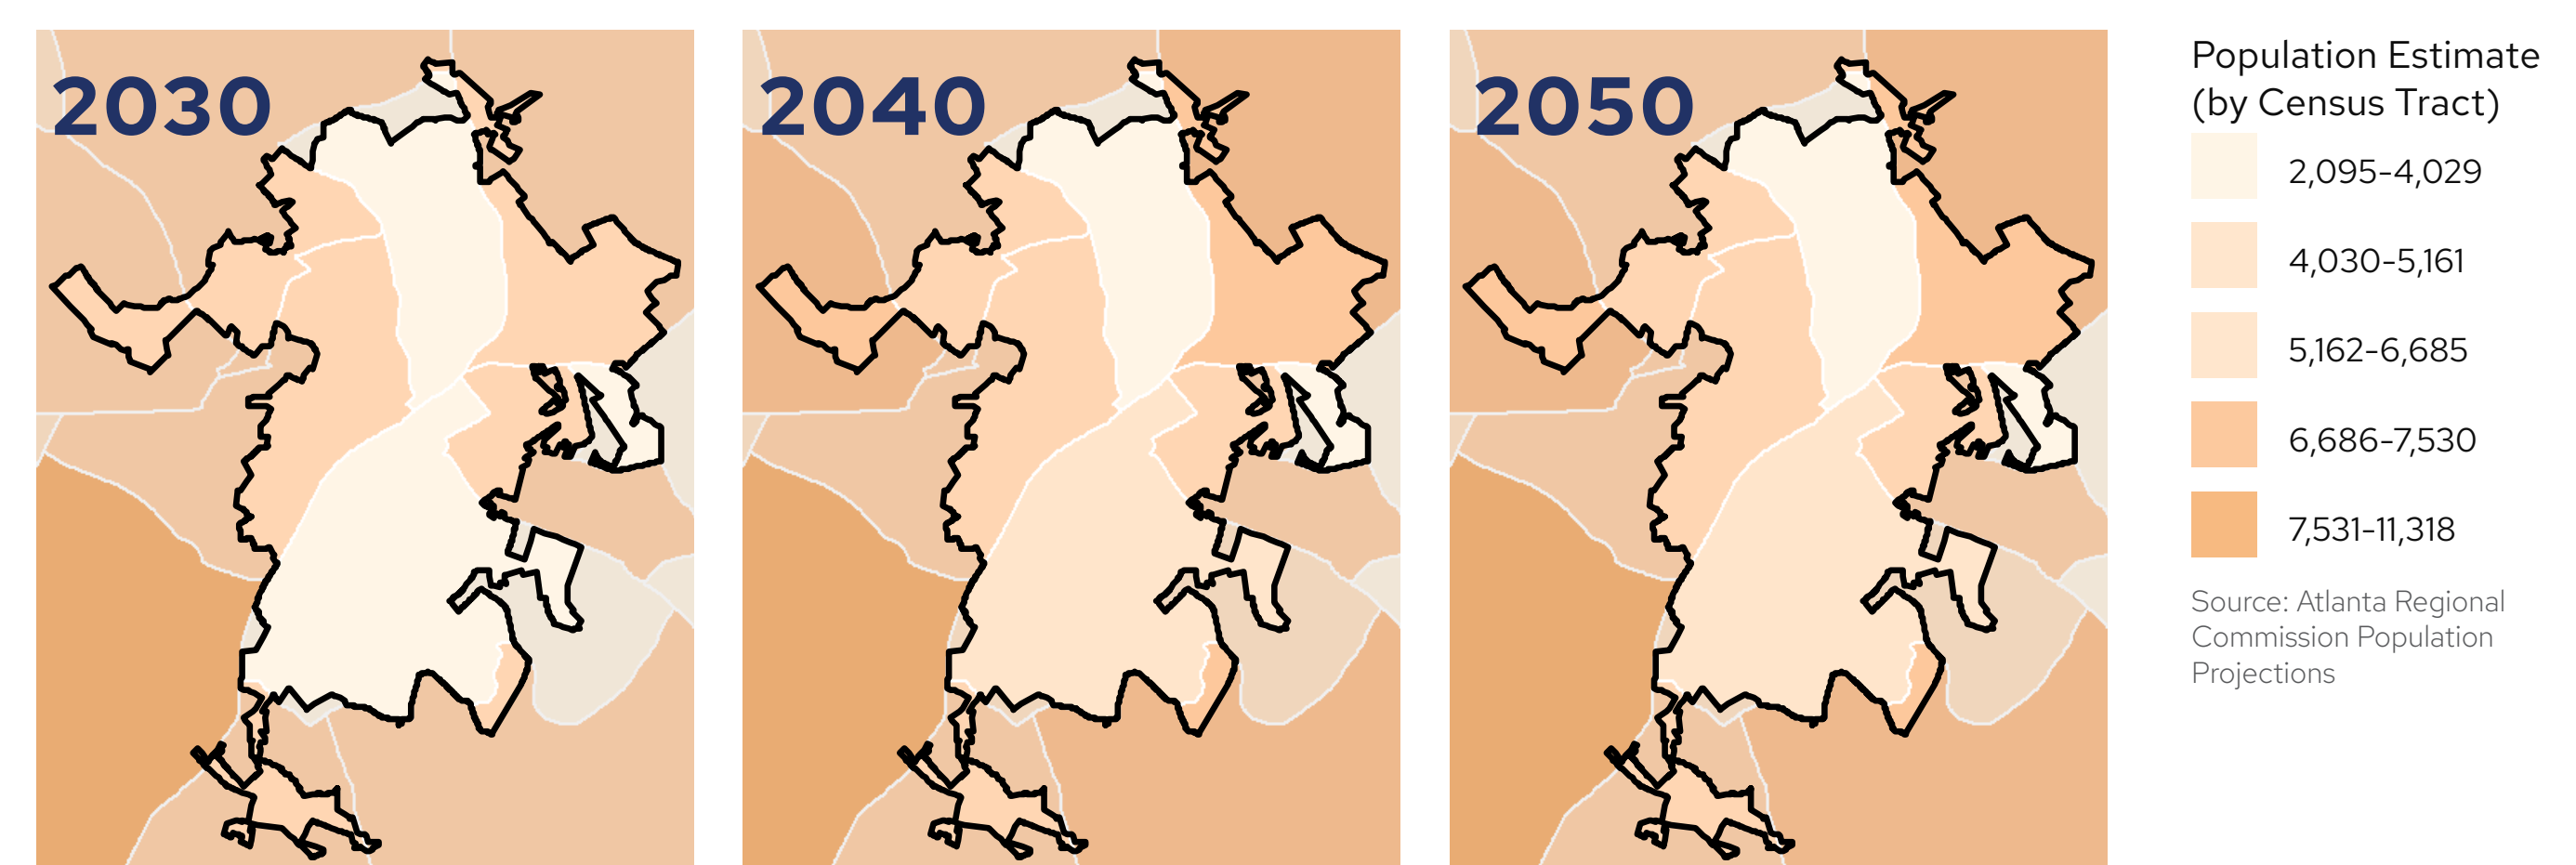 2030
2040
2050
Population Estimate
(by Census Tract)
2,095-4,029
4,030-5,161
5,162-6,685
6,686-7,530
7,531-11,318
Source: Atlanta Regional
Commission Population
Projections